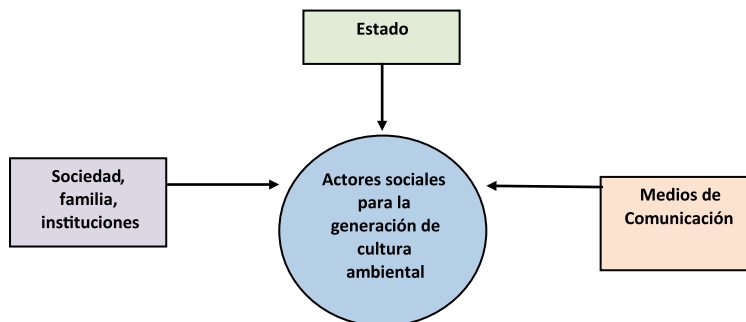 Estado
Sociedad,
familia,
instituciones
Actores sociales
para la
generación de
cultura
ambiental
Medios de
Comunicación